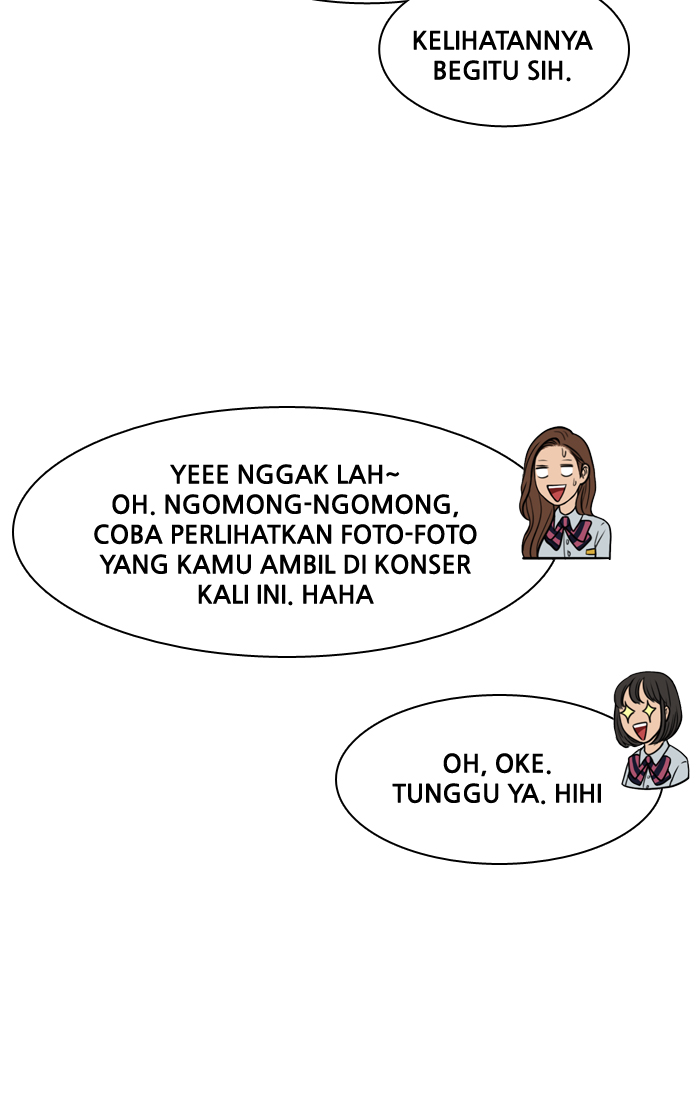 KELIHATANNYA
BEGITU SIH.
YEEE NGGAK LAH~
OH. NGOMONG-NGOMONG,
COBA PERLIHATKAN FOTO-FOTO
YANG KAMU AMBIL DI KONSER
KALI INI. HAHA
OH, OKE.
TUNGGU YA. HIHI